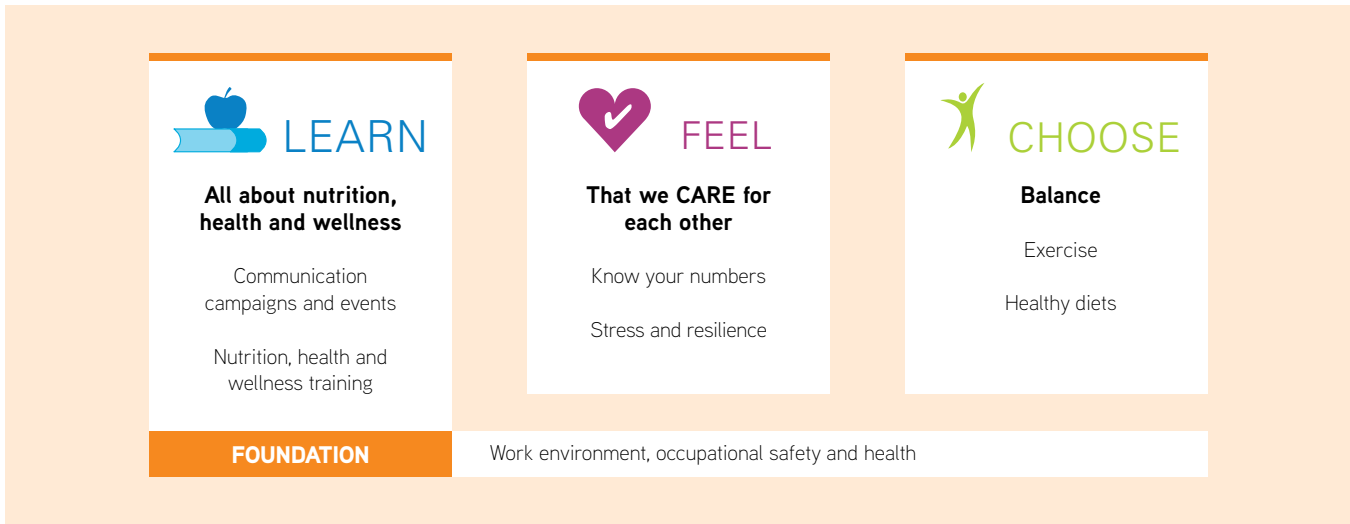 LEARN
All about nutrition,
health and wellness
Communication
campaigns and events
Nutrition, health and
wellness training
FEEL
That we CARE for
each other
Know your numbers
Stress and resilience
CHOOSE
Balance
Exercise
Healthy diets
FOUNDATION
Work environment, occupational safety and health